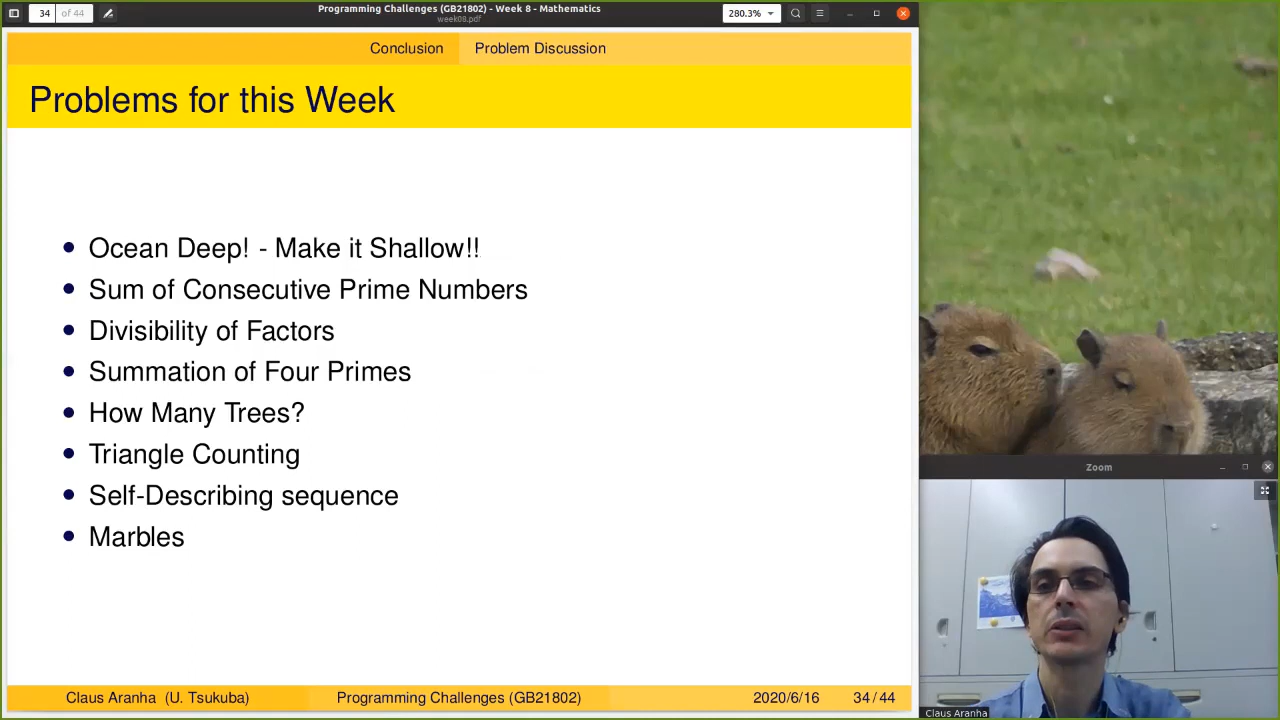 34 of 44
Programming Challenges (GB21802) - Week 8 - Mathematics
week08.pdf
280.3%
Conclusion Problem Discussion
Problems for this Week
Ocean Deep! - Make it Shallow!!
Sum of Consecutive Prime Numbers
Divisibility of Factors
Summation of Four Primes
How Many Trees?
Triangle Counting
Self-Describing sequence
Marbles
Claus Aranha (U. Tsukuba) Programming Challenges (GB21802) 2020/6/16 34 / 44
Zoom
Claus Aranha